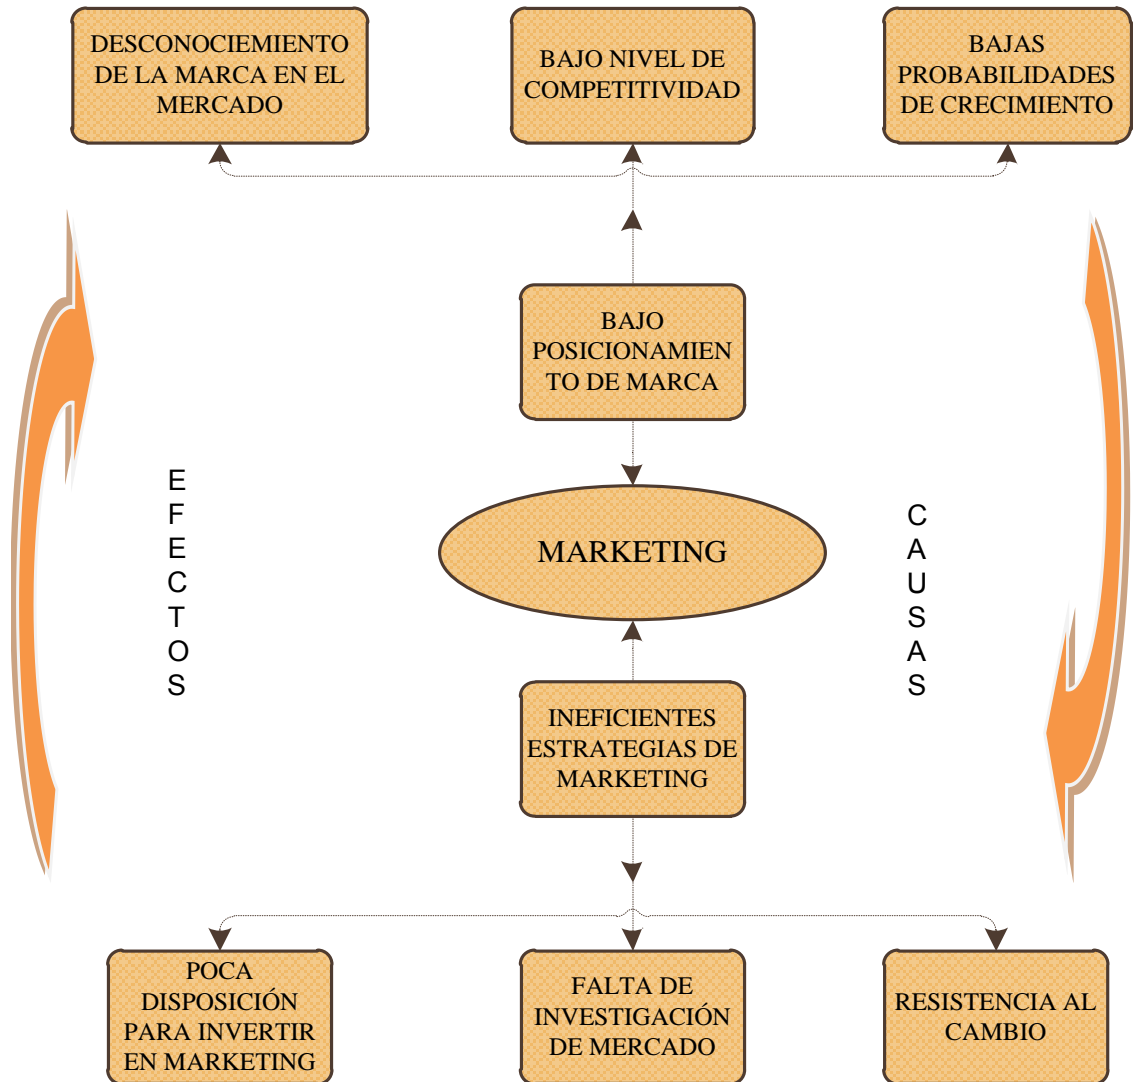 DESCONOCIEMIENTO
DE LA MARCA EN EL
MERCADO
BAJO NIVEL DE
COMPETITIVIDAD
BAJAS
PROBABILIDADES
DE CRECIMIENTO
BAJO
POSICIONAMIEN
TO DE MARCA
E
F
E
C
T
O
S
MARKETING
C
A
U
S
A
S
INEFICIENTES
ESTRATEGIAS DE
MARKETING
POCA
DISPOSICIÓN
PARA INVERTIR
EN MARKETING
FALTA DE
INVESTIGACIÓN
DE MERCADO
RESISTENCIA AL
CAMBIO